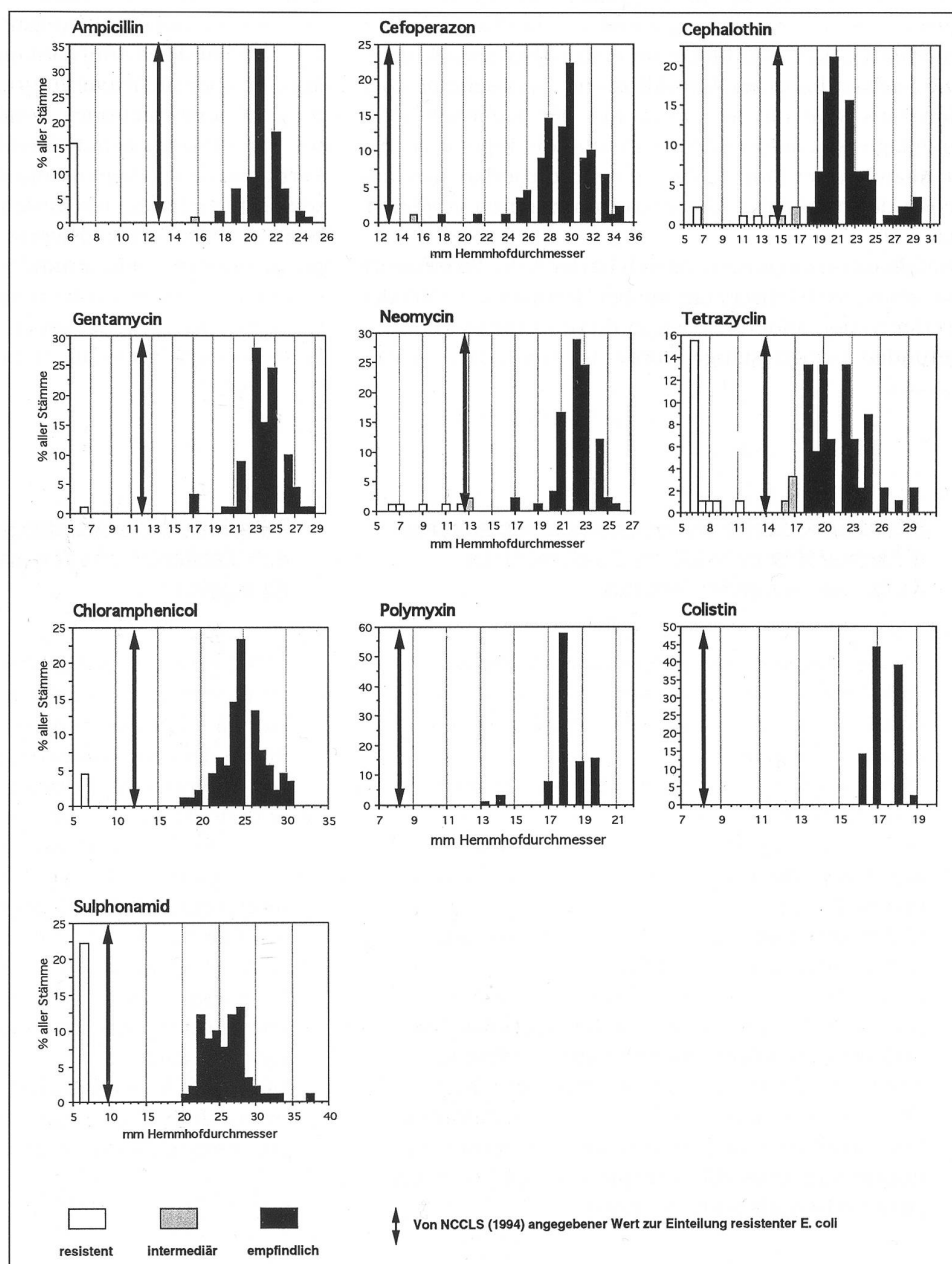 Ampicillin
35
30
25
20
15
10
5
0
% aller Stämme
6 8 10 12 14 16 18 20 22 24 26
Cefoperazon
25
20
15
10
5
0
12 14 16 18 20 22 24 26 28 30 32 34 36
mm Hemmhofdurchmesser
Cephalothin
20
15
10
5
0
5 7 9 11 13 15 17 19 21 23 25 27 29 31
Gentamycin
30
25
20
15
10
5
0
% aller Stämme
5 7 9 11 13 15 17 19 21 23 25 27 29
Neomycin
30
25
20
15
10
5
0
5 7 9 11 13 15 17 19 21 23 25 27
mm Hemmhofdurchmesser
Tetrazyclin
16
14
12
10
8
6
4
2
0
5 8 11 14 17 20 23 26 29
Chloramphenicol
25
20
15
10
5
0
% aller Stämme
5 10 15 20 25 30 35
Polymyxin
60
50
40
30
20
10
0
7 9 11 13 15 17 19 21
mm Hemmhofdurchmesser
Colistin
50
45
40
35
30
25
20
15
10
5
0
7 9 11 13 15 17 19
Sulphonamid
25
20
15
10
5
0
% aller Stämme
5 10 15 20 25 30 35 40
mm Hemmhofdurchmesser
resistent intermediär empfindlich
Von NCCLS (1994) angegebener Wert zur Einteilung resistenter E. coli